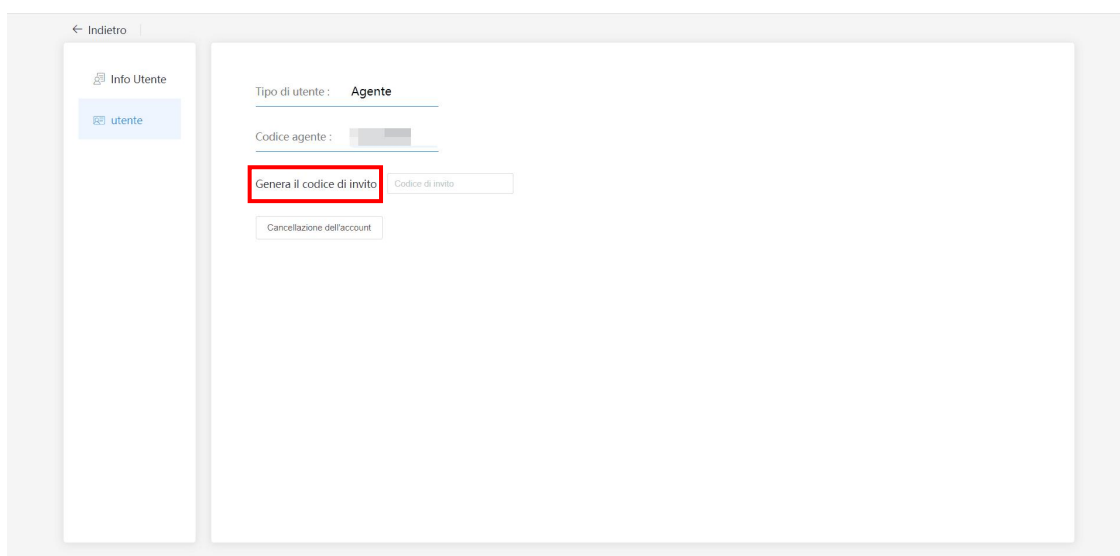 Indietro
Info Utente
utente
Tipo di utente : Agente
Codice agente :
Genera il codice di invito Codice di invito
Cancellazione dell'account